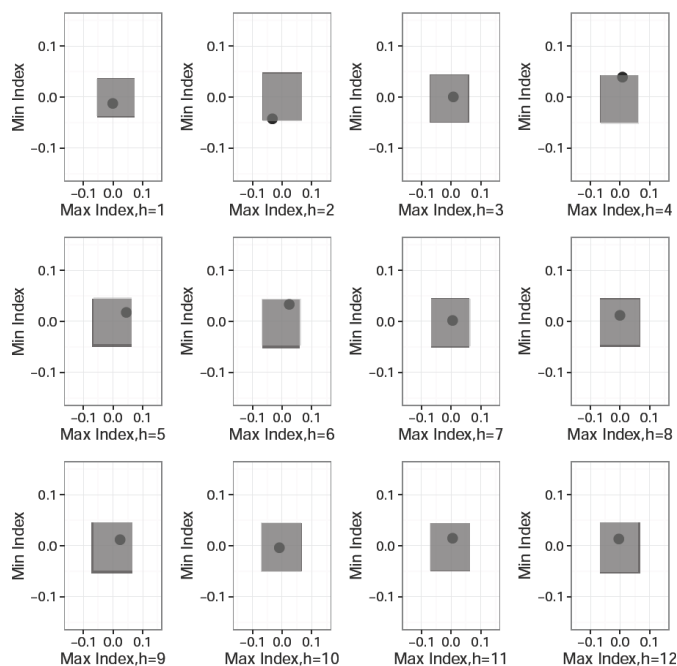 Min Index
0.1
0.0
−0.1
−0.1 0.0 0.1
Max Index,h=1
Min Index
0.1
0.0
−0.1
−0.1 0.0 0.1
Max Index,h=2
Min Index
0.1
0.0
−0.1
−0.1 0.0 0.1
Max Index,h=3
Min Index
0.1
0.0
−0.1
−0.1 0.0 0.1
Max Index,h=4
Min Index
0.1
0.0
−0.1
−0.1 0.0 0.1
Max Index,h=5
Min Index
0.1
0.0
−0.1
−0.1 0.0 0.1
Max Index,h=6
Min Index
0.1
0.0
−0.1
−0.1 0.0 0.1
Max Index,h=7
Min Index
0.1
0.0
−0.1
−0.1 0.0 0.1
Max Index,h=8
Min Index
0.1
0.0
−0.1
−0.1 0.0 0.1
Max Index,h=9
Min Index
0.1
0.0
−0.1
−0.1 0.0 0.1
Max Index,h=10
Min Index
0.1
0.0
−0.1
−0.1 0.0 0.1
Max Index,h=11
Min Index
0.1
0.0
−0.1
−0.1 0.0 0.1
Max Index,h=12